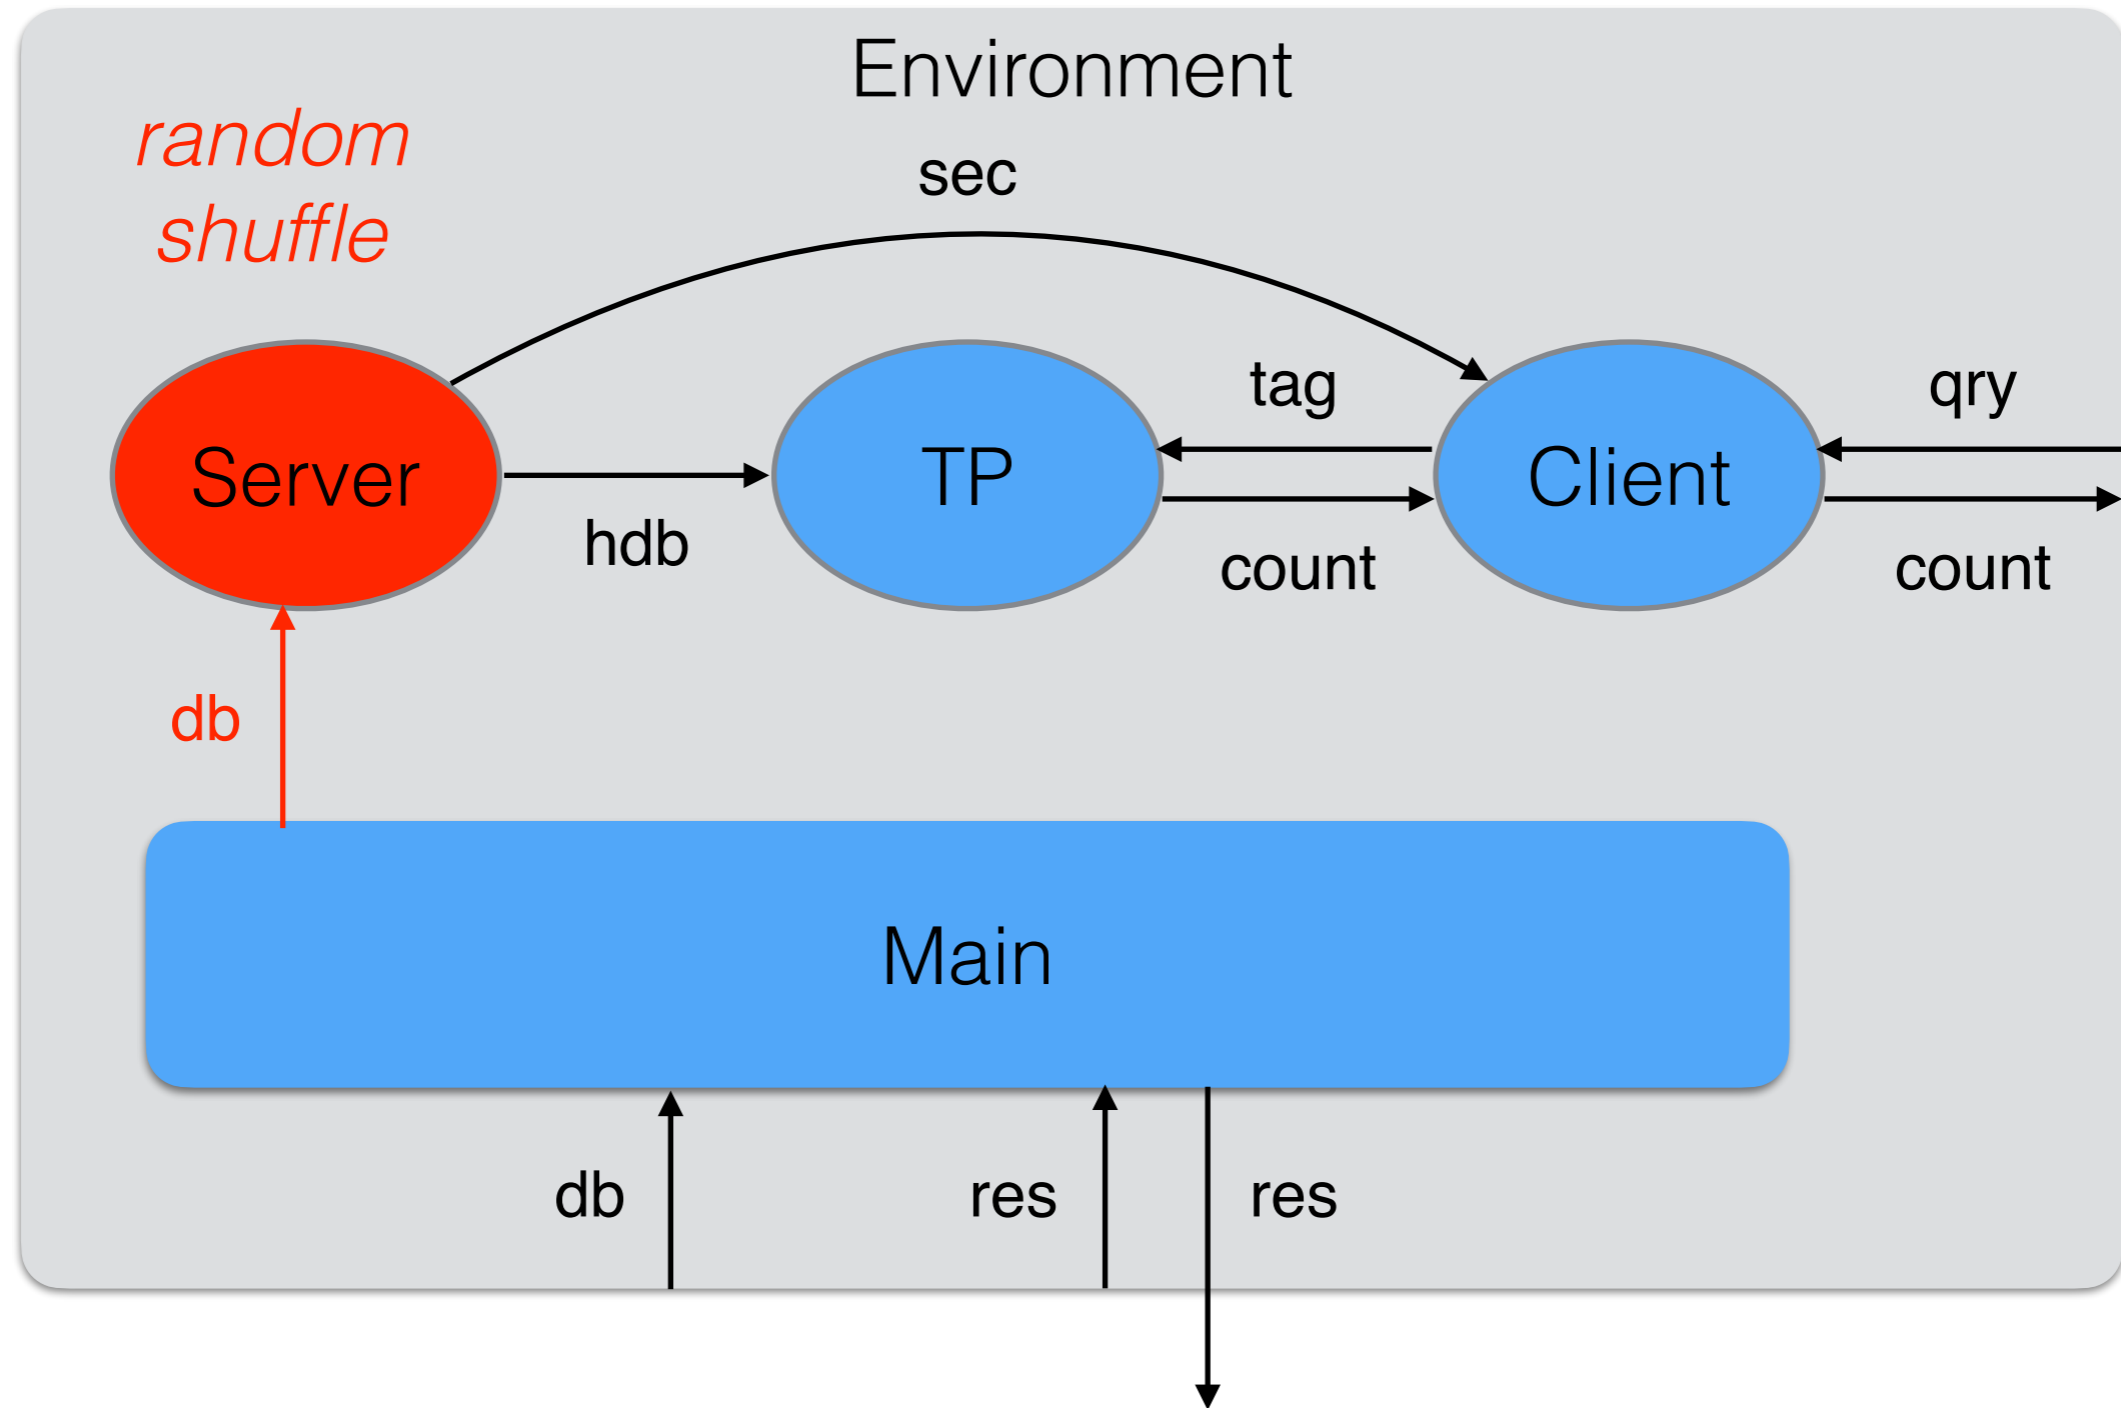 Environment
random
shuffle
sec
tag
qry
Server
TP
Client
hdb
count
count
db
Main
db
res
res